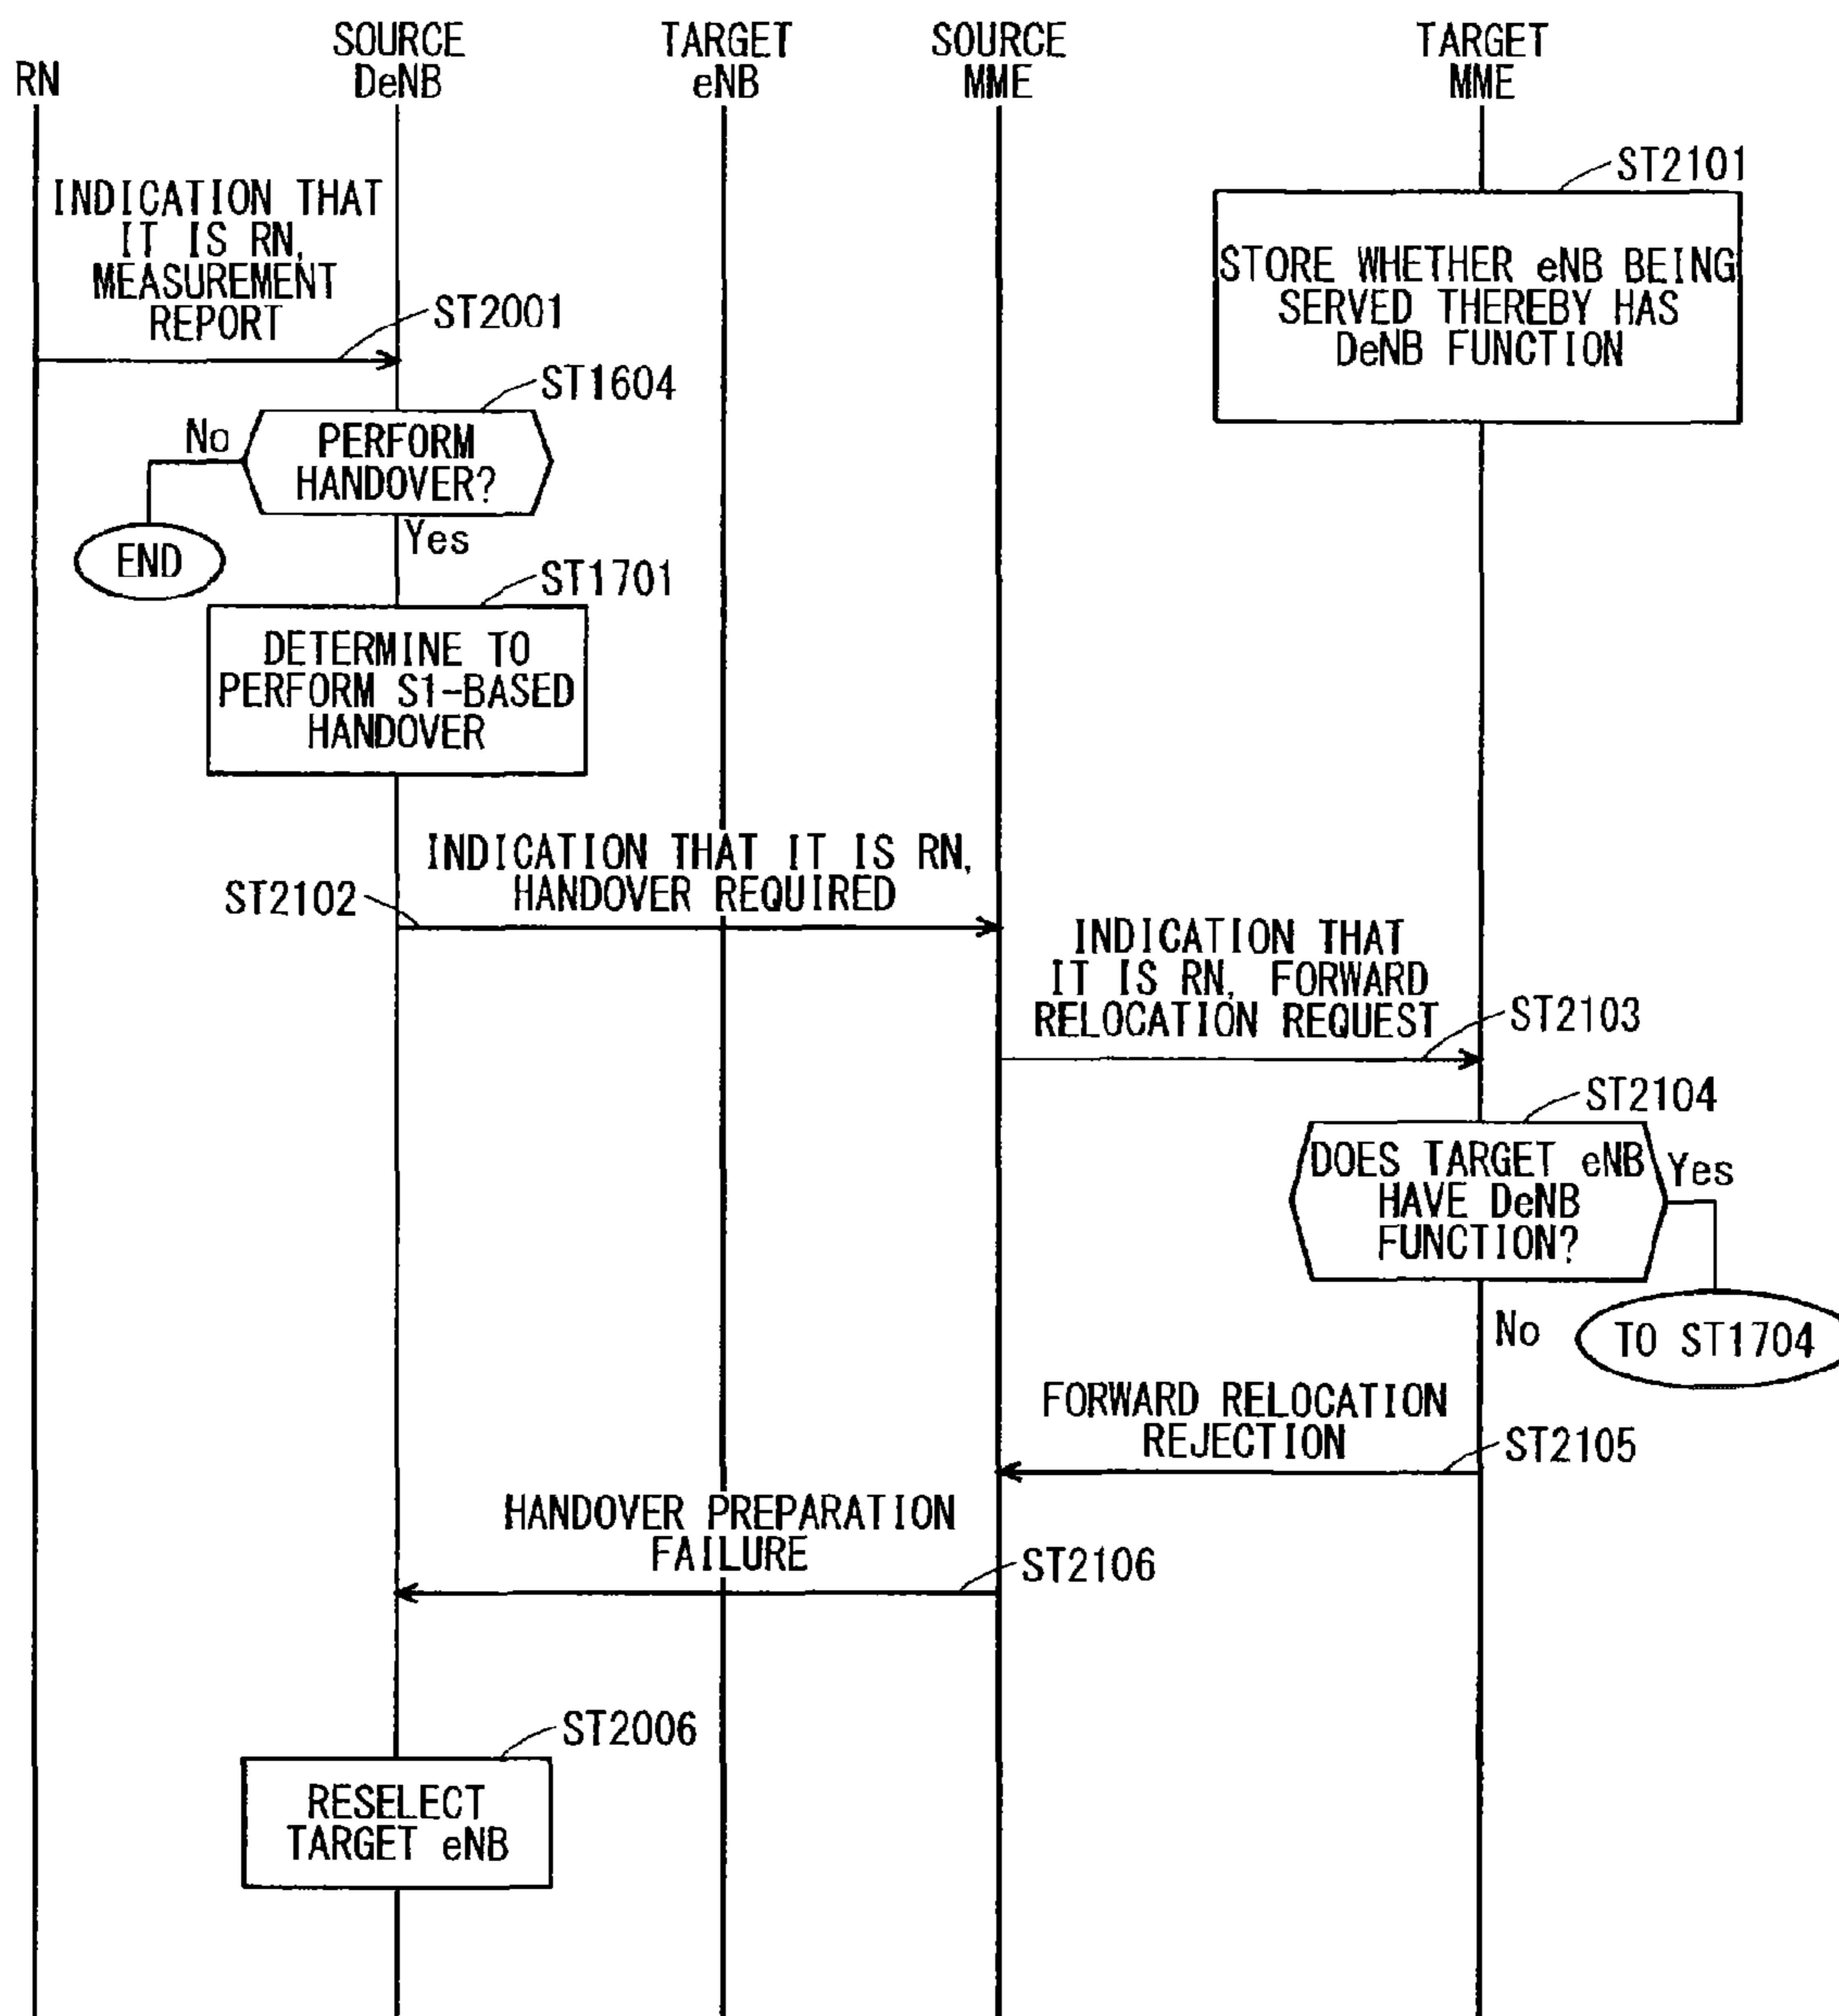 RN
SOURCE
DeNB
TARGET
eNB
SOURCE
MME
TARGET
MME
ST2101
STORE WHETHER eNB BEING
SERVED THEREBY HAS
DeNB FUNCTION
INDICATION THAT
IT IS RN,
MEASUREMENT
REPORT
ST2001
ST1604
No
PERFORM
HANDOVER?
END
Yes
ST1701
DETERMINE TO
PERFORM S1-BASED
HANDOVER
INDICATION THAT IT IS RN,
HANDOVER REQUIRED
ST2102
INDICATION THAT
IT IS RN, FORWARD
RELOCATION REQUEST
ST2103
ST2104
DOES TARGET eNB
HAVE DeNB
FUNCTION?
Yes
No
TO ST1704
FORWARD RELOCATION
REJECTION
ST2105
HANDOVER PREPARATION
FAILURE
ST2106
ST2006
RESELECT
TARGET eNB